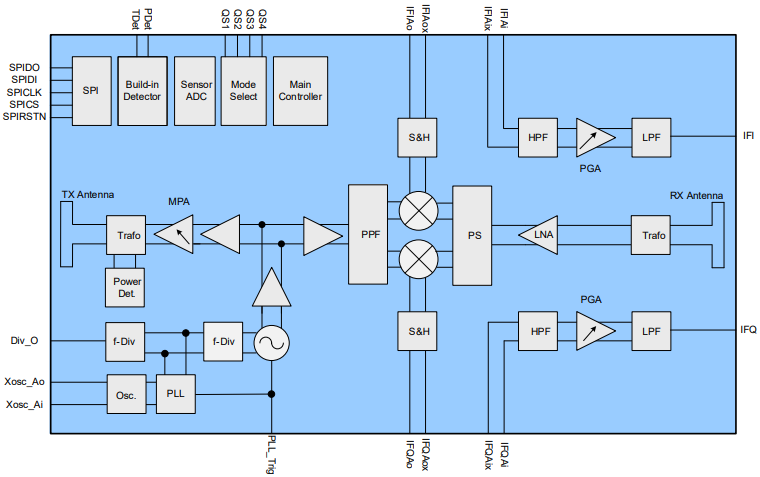 TDet
PDet
QS1
QS2
QS3
QS4
IFIAo
IFIAox
IFIAix
IFIAi
SPIDO
SPIDI
SPICLK
SPICS
SPIRSTN
SPI
Build-in
Detector
Sensor
ADC
Mode
Select
Main
Controller
S&H
HPF
PGA
LPF
IFI
TX Antenna
MPA
RX Antenna
Trafo
PPF
PS
LNA
Trafo
Power
Det.
PGA
Div_O
f-Div
f-Div
S&H
HPF
LPF
IFQ
Xosc_Ao
Xosc_Ai
Osc.
PLL
PLL_Trig
IFQAo
IFQAox
IFQAix
IFQAi